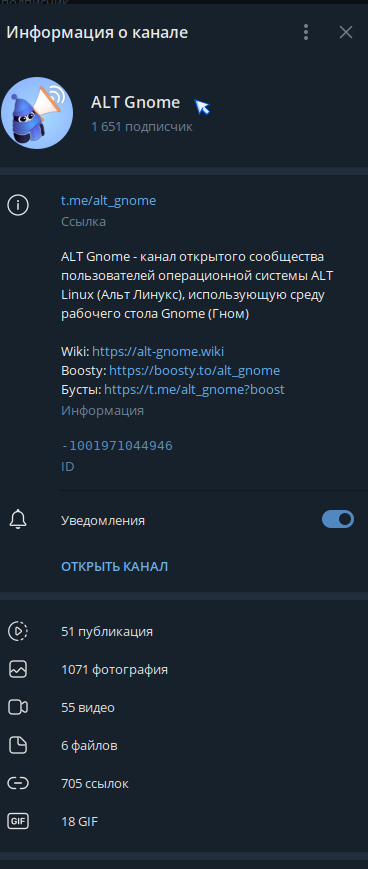 Информация о канале
ALT Gnome
1 651 подписчик
t.me/alt_gnome
Ссылка
ALT Gnome - канал открытого сообщества
пользователей операционной системы ALT
Linux (Альт Линукс), использующую среду
рабочего стола Gnome (Гном)
Wiki: https://alt-gnome.wiki
Boosty: https://boosty.to/alt_gnome
Бусты: https://t.me/alt_gnome?boost
Информация
-1001971044946
ID
Уведомления
ОТКРЫТЬ КАНАЛ
51 публикация
1071 фотография
55 видео
6 файлов
705 ссылок
GIF 18 GIF